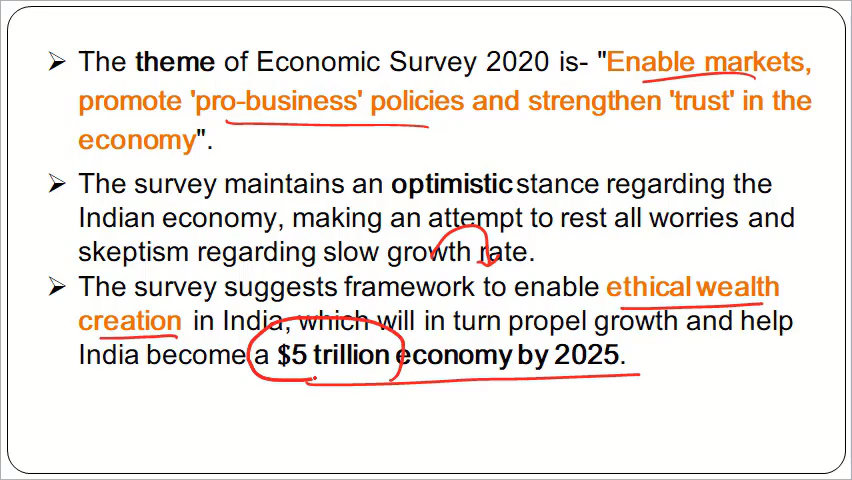 ➢ The theme of Economic Survey 2020 is- "Enable markets,
promote 'pro-business' policies and strengthen 'trust' in the
economy".
➢ The survey maintains an optimistic stance regarding the
Indian economy, making an attempt to rest all worries and
skeptism regarding slow growth rate.
➢ The survey suggests framework to enable ethical wealth
creation in India, which will in turn propel growth and help
India become a $5 trillion economy by 2025.